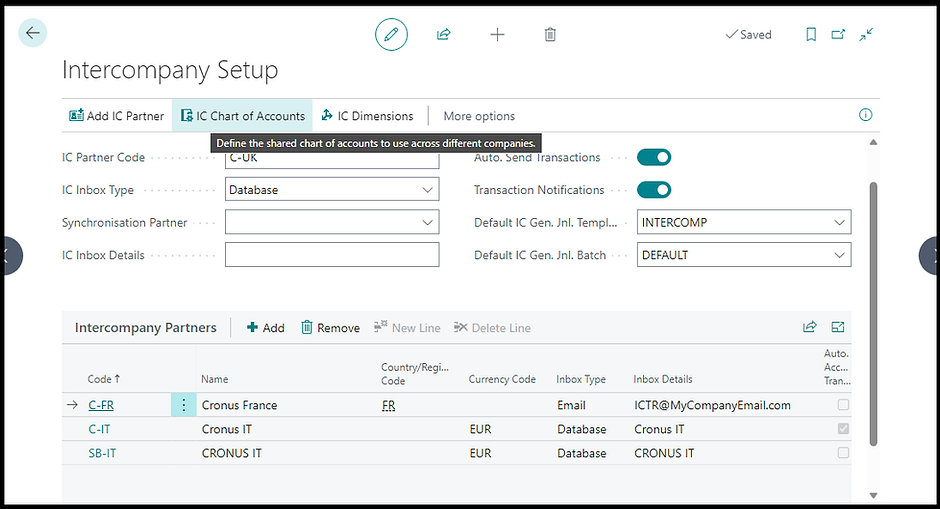 Saved
Intercompany Setup
Add IC Partner
IC Chart of Accounts
IC Dimensions
More options
Define the shared chart of accounts to use across different companies.
IC Partner Code
C-UK
Auto. Send Transactions
IC Inbox Type
Database
Transaction Notifications
Synchronisation Partner
Default IC Gen. Jnl. Templ...
INTERCOMP
IC Inbox Details
Default IC Gen. Jnl. Batch
DEFAULT
Intercompany Partners
Add
Remove
New Line
Delete Line
Code ↑
Name
Country/Regi...
Code
Currency Code
Inbox Type
Inbox Details
Auto.
Acc...
Tran...
C-FR
Cronus France
FR
Email
ICTR@MyCompanyEmail.com
C-IT
Cronus IT
EUR
Database
Cronus IT
SB-IT
CRONUS IT
EUR
Database
CRONUS IT